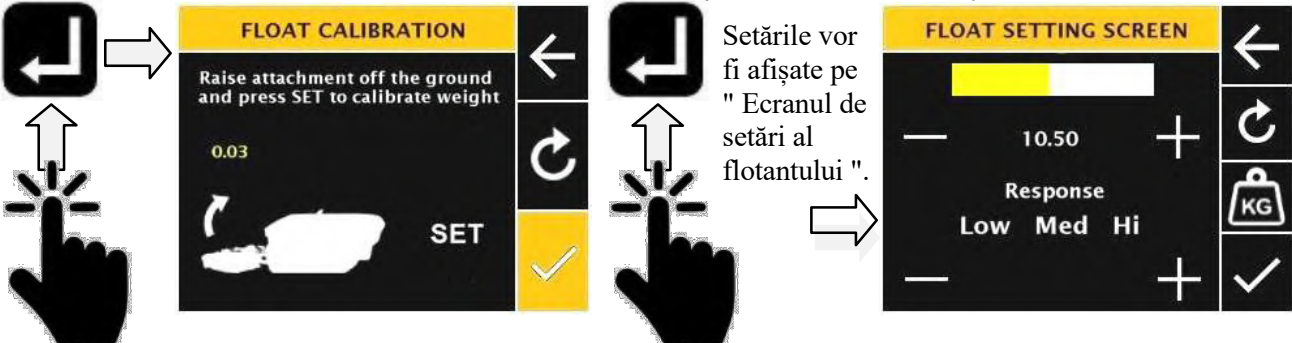 FLOAT CALIBRATION
Raise attachment off the ground
and press SET to calibrate weight
0.03
SET
Setările vor
fi afișate pe
" Ecranul de
setări al
flotantului ".
FLOAT SETTING SCREEN
10.50
Response
Low Med Hi
KG